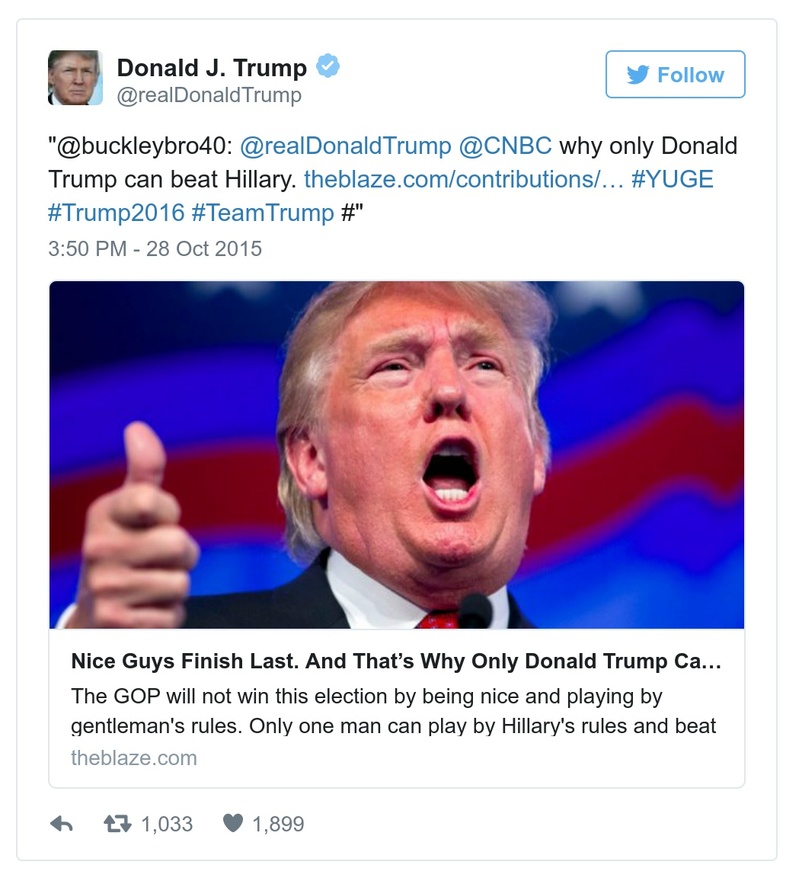 Donald J. Trump
@realDonaldTrump
Follow
"@buckleybro40: @realDonaldTrump @CNBC why only Donald
Trump can beat Hillary. theblaze.com/contributions/… #YUGE
#Trump2016 #TeamTrump #"
3:50 PM - 28 Oct 2015
Nice Guys Finish Last. And That’s Why Only Donald Trump Ca…
The GOP will not win this election by being nice and playing by
gentleman's rules. Only one man can play by Hillary's rules and beat
theblaze.com
1,033 1,899